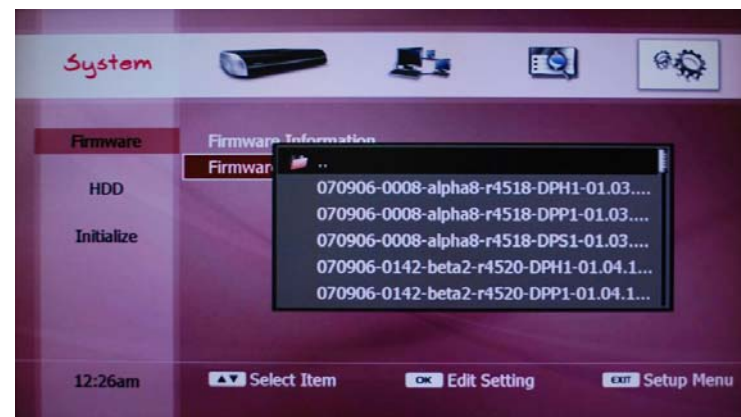 System
Firmware
HDD
Initialize
Firmware Information
Firmwar
..
070906-0008-alpha8-r4518-DPH1-01.03....
070906-0008-alpha8-r4518-DPP1-01.03....
070906-0008-alpha8-r4518-DPS1-01.03....
070906-0142-beta2-r4520-DPH1-01.04.1...
070906-0142-beta2-r4520-DPP1-01.04.1...
12:26am
▲▼ Select Item
OK Edit Setting
EXIT Setup Menu